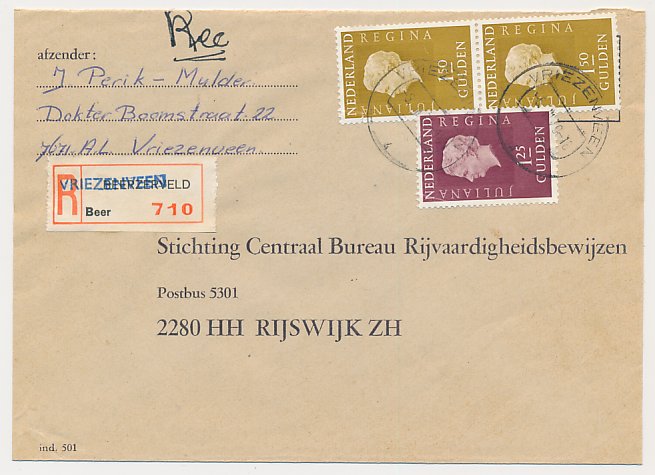 Rec
afzender:
J Perik - Mulder
Dokter Boomstraat 22
7671 AL Vriezenveen
NEDERLAND
REGINA
JULIANA
1.50 GULDEN
NEDERLAND
REGINA
JULIANA
1.50 GULDEN
VRIEZENVEEN
NEDERLAND
REGINA
JULIANA
1.25 GULDEN
R
VRIEZENVEEN
BEERZERVELD
Beer 710
Stichting Centraal Bureau Rijvaardigheidsbewijzen
Postbus 5301
2280 HH RIJSWIJK ZH
ind. 501